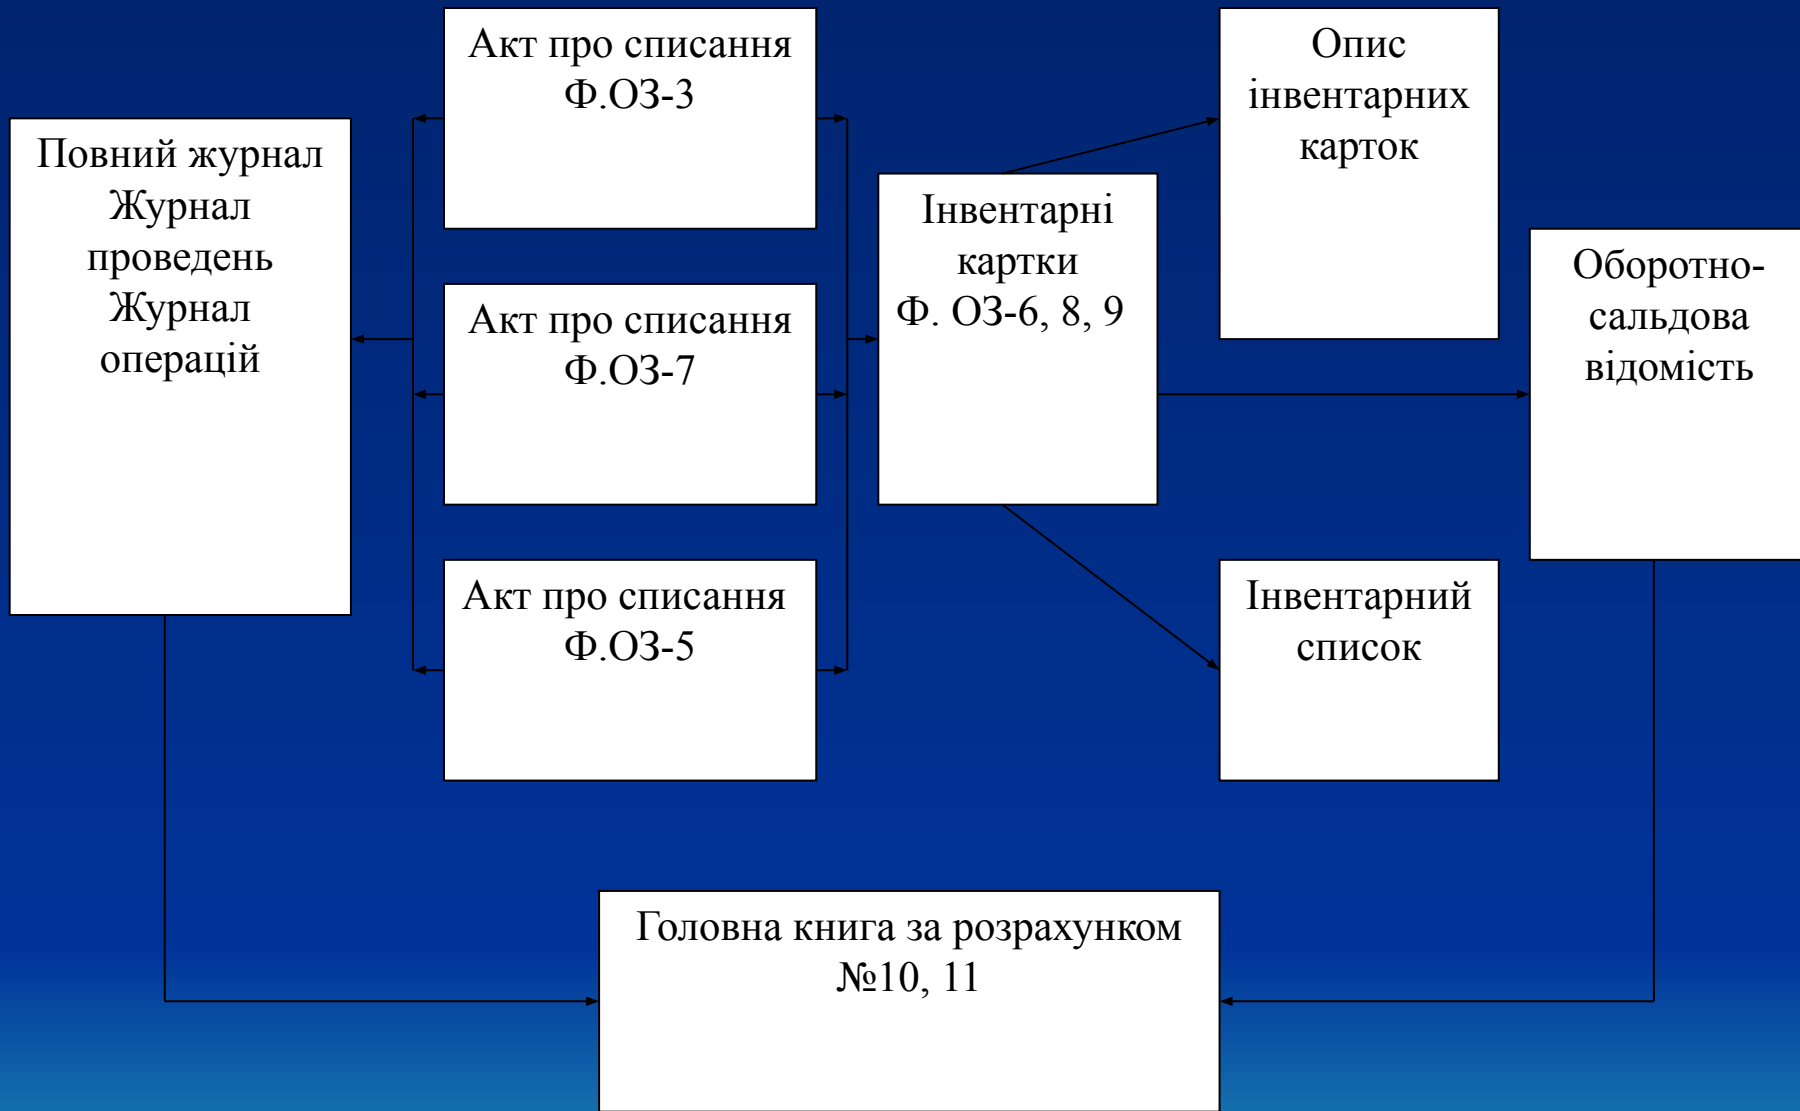 Акт про списання
Ф.ОЗ-3
Опис
інвентарних
карток
Повний журнал
Журнал
проведень
Журнал
операцій
Інвентарні
картки
Ф. ОЗ-6, 8, 9
Оборотно-
сальдова
відомість
Акт про списання
Ф.ОЗ-7
Акт про списання
Ф.ОЗ-5
Інвентарний
список
Головна книга за розрахунком
№10, 11